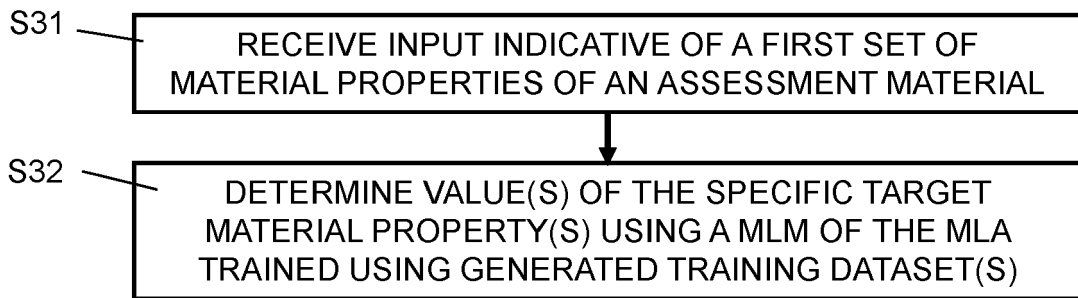 S31
RECEIVE INPUT INDICATIVE OF A FIRST SET OF
MATERIAL PROPERTIES OF AN ASSESSMENT MATERIAL
S32
DETERMINE VALUE(S) OF THE SPECIFIC TARGET
MATERIAL PROPERTY(S) USING A MLM OF THE MLA
TRAINED USING GENERATED TRAINING DATASET(S)